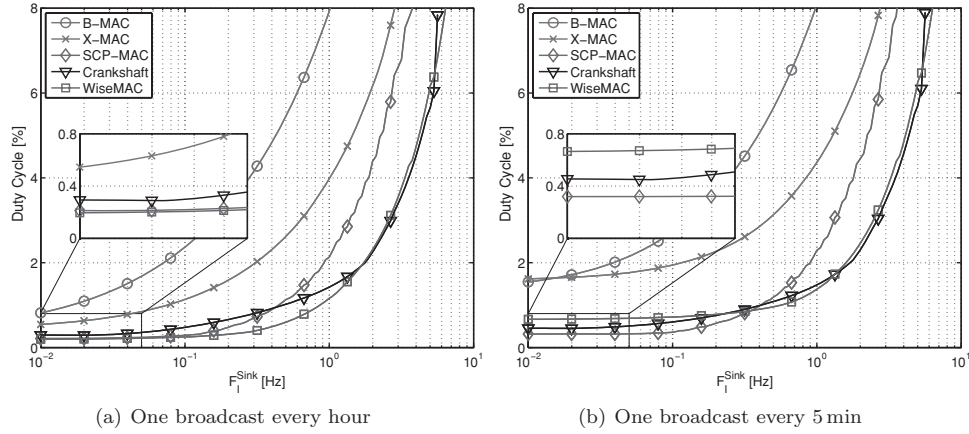 8
6
4
2
0
Duty Cycle [%]
B-MAC
X-MAC
SCP-MAC
Crankshaft
WiseMAC
0.8
0.4
0
10^-2
10^-1
10^0
10^1
F_I^Sink [Hz]
(a) One broadcast every hour
8
6
4
2
0
Duty Cycle [%]
B-MAC
X-MAC
SCP-MAC
Crankshaft
WiseMAC
0.8
0.4
0
10^-2
10^-1
10^0
10^1
F_I^Sink [Hz]
(b) One broadcast every 5 min